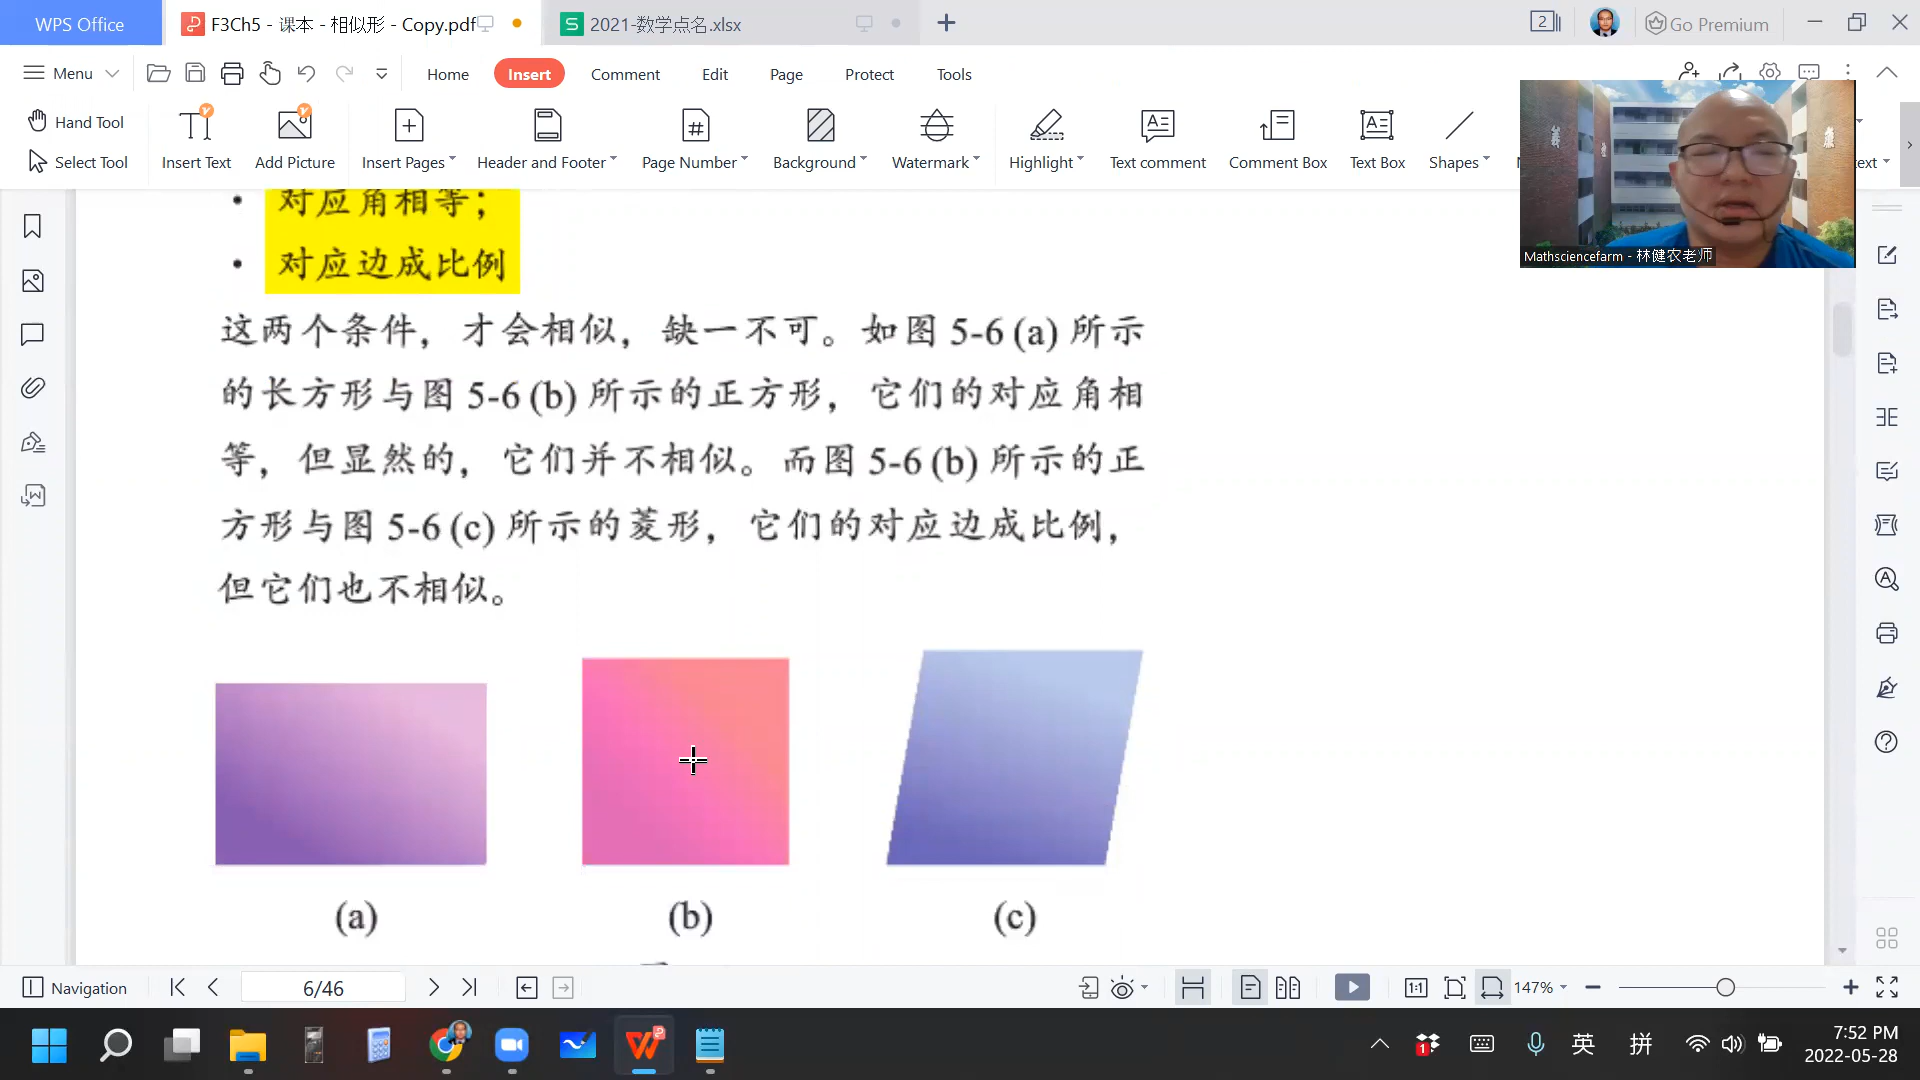 WPS Office
F3Ch5 - 课本 - 相似形 - Copy.pdf
S 2021-数学点名.xlsx
2
Go Premium
Menu
Home
Insert
Comment
Edit
Page
Protect
Tools
Hand Tool
Select Tool
Insert Text
Add Picture
Insert Pages
Header and Footer
Page Number
Background
Watermark
Highlight
Text comment
Comment Box
Text Box
Shapes
ext
Mathsciencefarm - 林健农老师
• 对应角相等；
• 对应边成比例
这两个条件，才会相似，缺一不可。如图 5-6 (a) 所示
的长方形与图 5-6 (b) 所示的正方形，它们的对应角相
等，但显然的，它们并不相似。而图 5-6 (b) 所示的正
方形与图 5-6 (c) 所示的菱形，它们的对应边成比例，
但它们也不相似。
(a)
(b)
(c)
Navigation
6/46
1:1
147%
1
英
拼
7:52 PM
2022-05-28